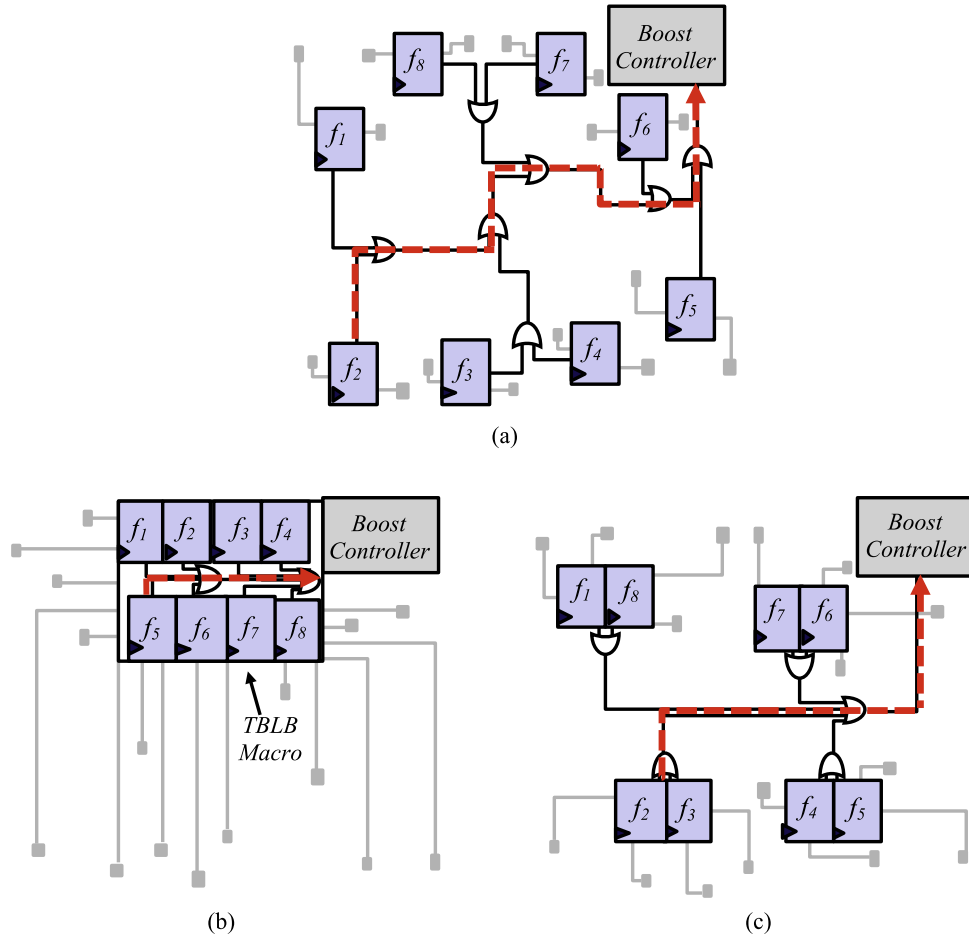 Boost
Controller
f8
f7
f1
f6
f5
f2
f3
f4
(a)
f1
f2
f3
f4
Boost
Controller
f5
f6
f7
f8
TBLB
Macro
(b)
Boost
Controller
f1
f8
f7
f6
f2
f3
f4
f5
(c)